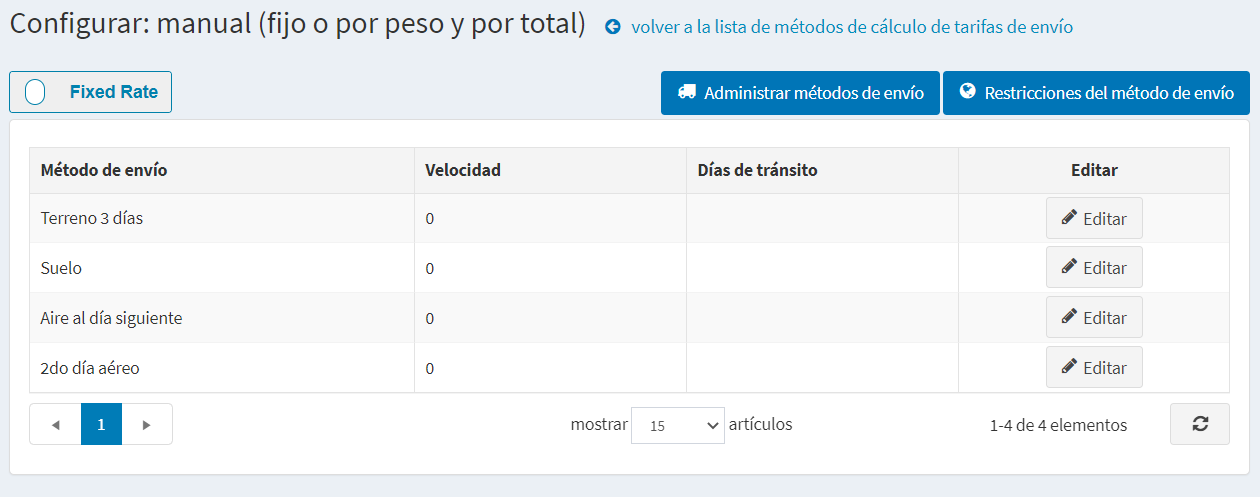 Configurar: manual (fijo o por peso y por total) volver a la lista de métodos de cálculo de tarifas de envío
Fixed Rate Administrar métodos de envío Restricciones del método de envío
Método de envío Velocidad Días de tránsito Editar
Terreno 3 días 0 Editar
Suelo 0 Editar
Aire al día siguiente 0 Editar
2do día aéreo 0 Editar
1 mostrar 15 artículos 1-4 de 4 elementos